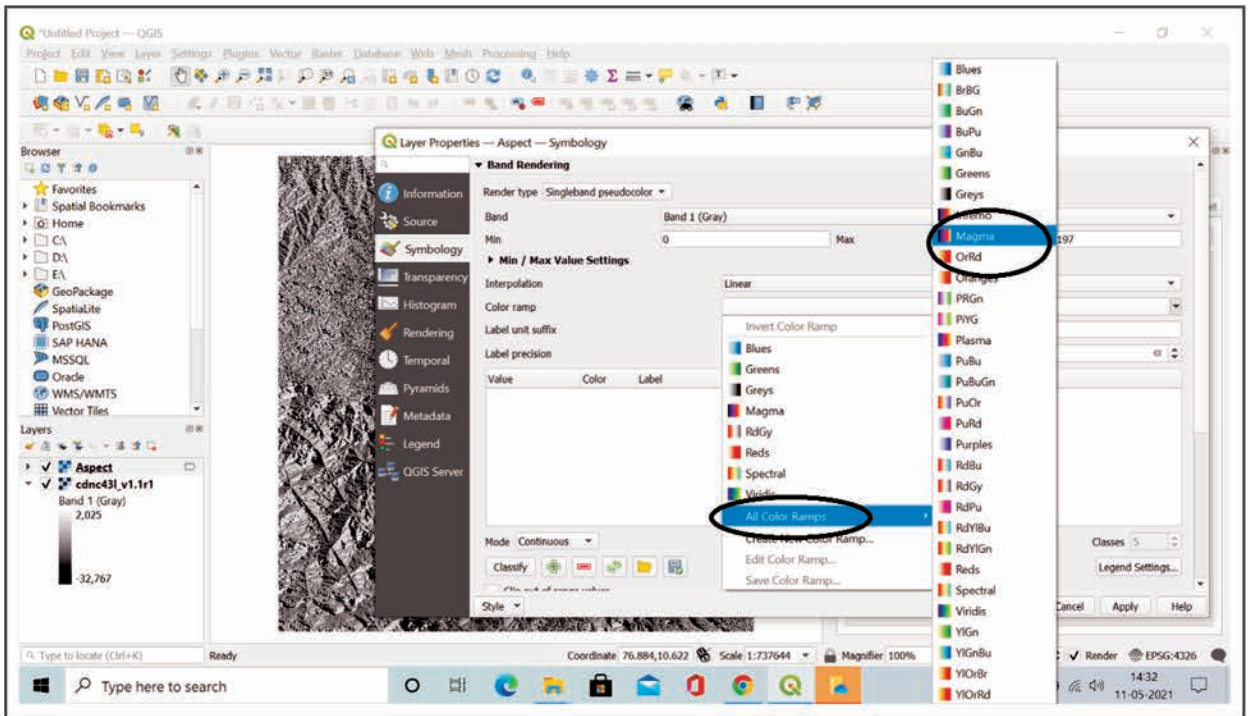 *Untitled Project — QGIS
Project Edit View Layer Settings Plugins Vector Raster Database Web Mesh Processing Help
Browser
Favorites
Spatial Bookmarks
Home
C:\
D:\
E:\
GeoPackage
SpatiaLite
PostGIS
SAP HANA
MSSQL
Oracle
WMS/WMTS
Vector Tiles
Layers
Aspect
cdnc43l_v1.1r1
Band 1 (Gray)
2,025
-32,767
Layer Properties — Aspect — Symbology
Information
Source
Symbology
Transparency
Histogram
Rendering
Temporal
Pyramids
Metadata
Legend
QGIS Server
Band Rendering
Render type Singleband pseudocolor
Band Band 1 (Gray)
Min 0 Max 197
Min / Max Value Settings
Interpolation Linear
Color ramp
Label unit suffix
Label precision
Value Color Label
Mode Continuous Classes 5
Classify Legend Settings...
Clip out of range values
Style Cancel Apply Help
Invert Color Ramp
Blues
Greens
Greys
Magma
RdGy
Reds
Spectral
Viridis
All Color Ramps
Create New Color Ramp...
Edit Color Ramp...
Save Color Ramp...
Blues
BrBG
BuGn
BuPu
GnBu
Greens
Greys
Inferno
Magma
OrRd
Oranges
PRGn
PiYG
Plasma
PuBu
PuBuGn
PuOr
PuRd
Purples
RdBu
RdGy
RdPu
RdYlBu
RdYlGn
Reds
Spectral
Viridis
YlGn
YlGnBu
YlOrBr
YlOrRd
Type to locate (Ctrl+K) Ready Coordinate 76.884,10.622 Scale 1:737644 Magnifier 100% Render EPSG:4326
Type here to search
14:32
11-05-2021